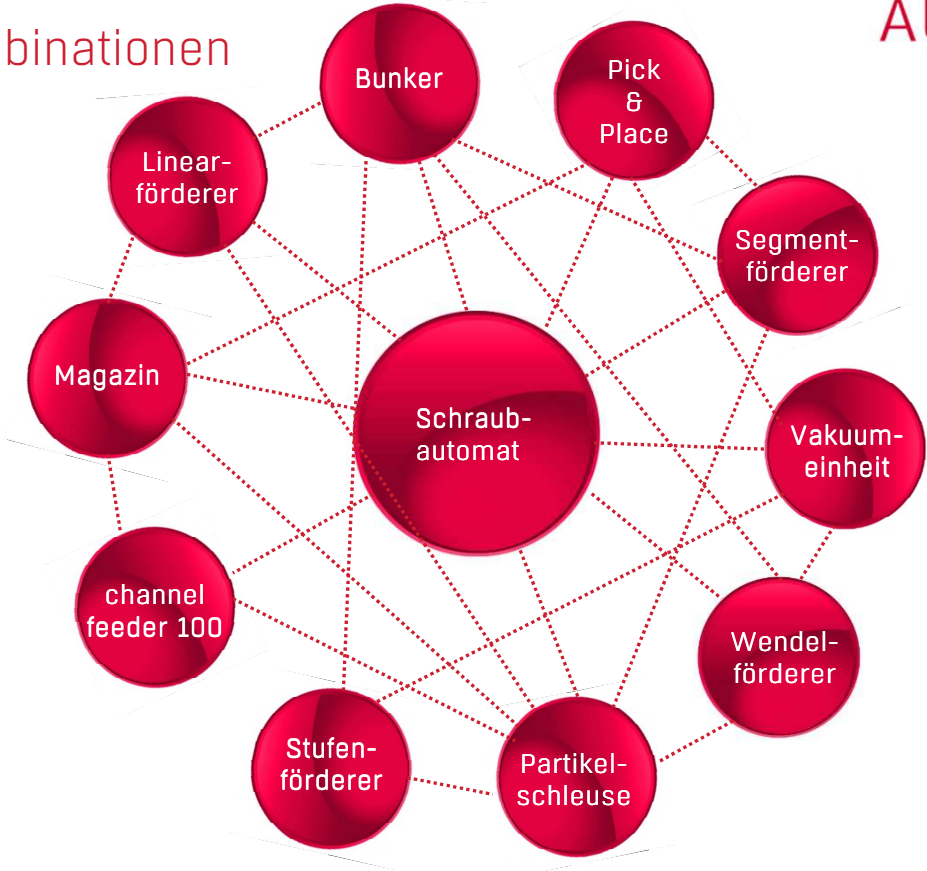 binationen
Bunker
Pick
&
Place
Linear-
förderer
Segment-
förderer
Magazin
Schraub-
automat
Vakuum-
einheit
channel
feeder 100
Wendel-
förderer
Stufen-
förderer
Partikel-
schleuse